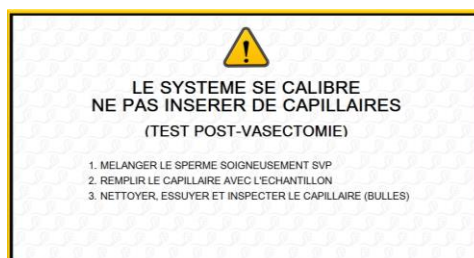 LE SYSTEME SE CALIBRE
NE PAS INSERER DE CAPILLAIRES
(TEST POST-VASECTOMIE)
1. MELANGER LE SPERME SOIGNEUSEMENT SVP
2. REMPLIR LE CAPILLAIRE AVEC L'ECHANTILLON
3. NETTOYER, ESSUYER ET INSPECTER LE CAPILLAIRE (BULLES)